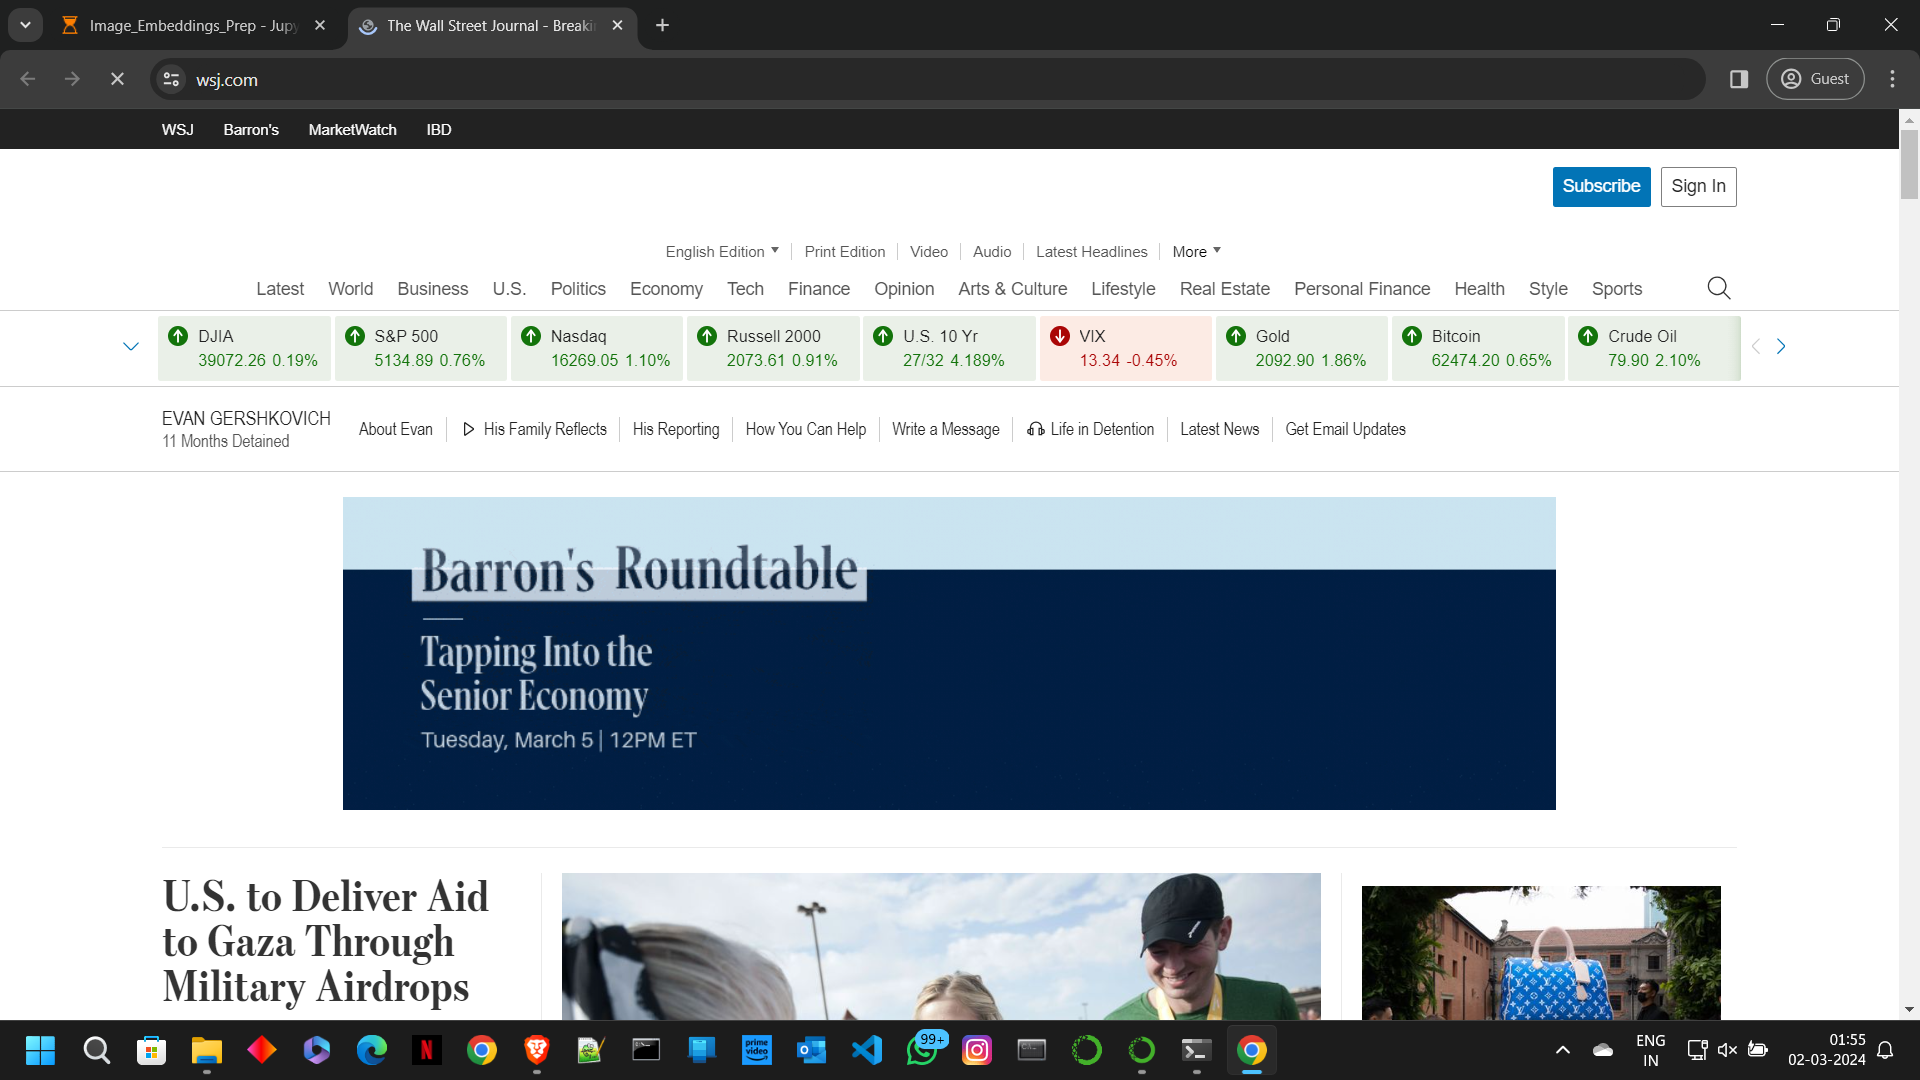 Image_Embeddings_Prep - Jupy
The Wall Street Journal - Breaki
wsj.com
Guest
WSJ Barron's MarketWatch IBD
Subscribe Sign In
English Edition Print Edition Video Audio Latest Headlines More
Latest World Business U.S. Politics Economy Tech Finance Opinion Arts & Culture Lifestyle Real Estate Personal Finance Health Style Sports
DJIA S&P 500 Nasdaq Russell 2000 U.S. 10 Yr VIX Gold Bitcoin Crude Oil
39072.26 0.19% 5134.89 0.76% 16269.05 1.10% 2073.61 0.91% 27/32 4.189% 13.34 -0.45% 2092.90 1.86% 62474.20 0.65% 79.90 2.10%
EVAN GERSHKOVICH
11 Months Detained
About Evan His Family Reflects His Reporting How You Can Help Write a Message Life in Detention Latest News Get Email Updates
Barron's Roundtable
Tapping Into the
Senior Economy
Tuesday, March 5 | 12PM ET
U.S. to Deliver Aid
to Gaza Through
Military Airdrops
N
prime
video
99+
ENG
IN
01:55
02-03-2024